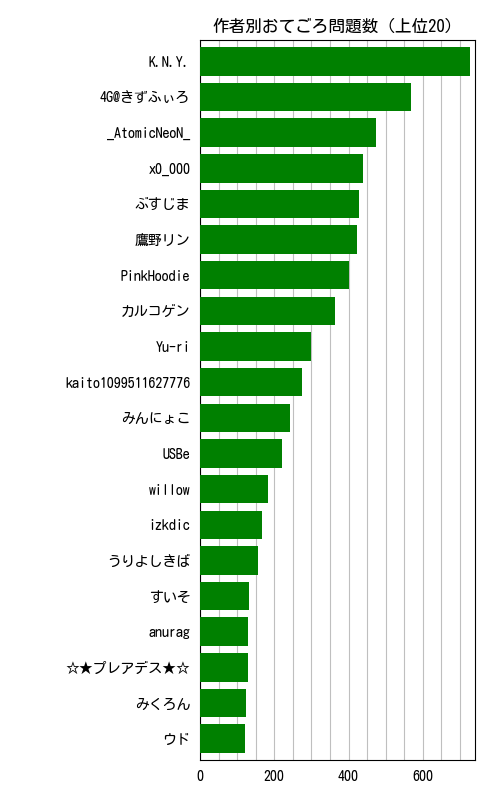 作者別おてごろ問題数 (上位20)
K.N.Y.
4G@きずふぃろ
_AtomicNeoN_
x0_000
ぶすじま
鷹野リン
PinkHoodie
カルコゲン
Yu-ri
kaito1099511627776
みんにょこ
USBe
willow
izkdic
うりよしきば
すいそ
anurag
☆★プレアデス★☆
みくろん
ウド
0 200 400 600